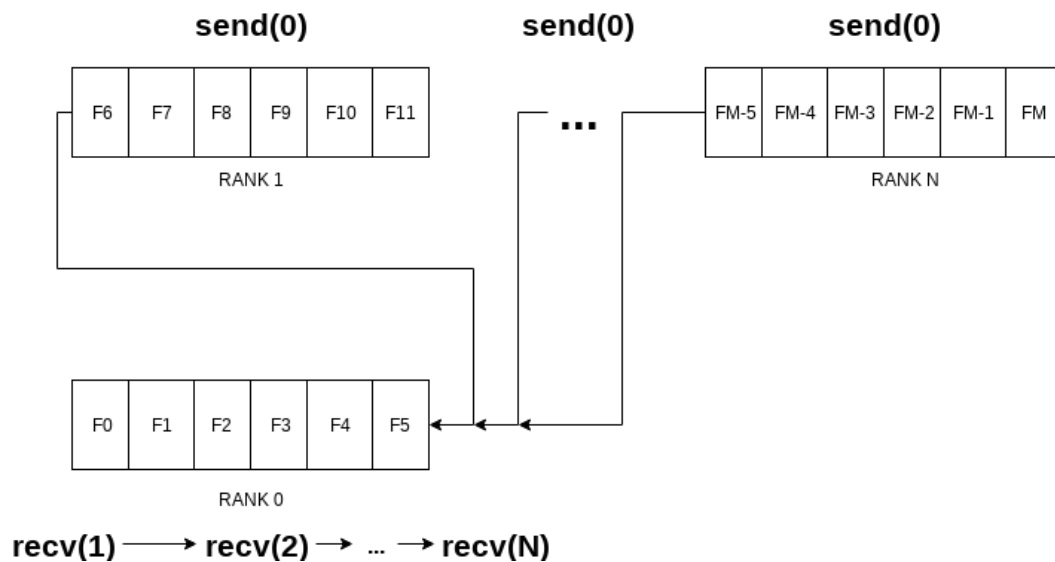 send(0) send(0) send(0)
F6 F7 F8 F9 F10 F11 ... FM-5 FM-4 FM-3 FM-2 FM-1 FM
RANK 1 RANK N
F0 F1 F2 F3 F4 F5
RANK 0
recv(1) recv(2) ... recv(N)